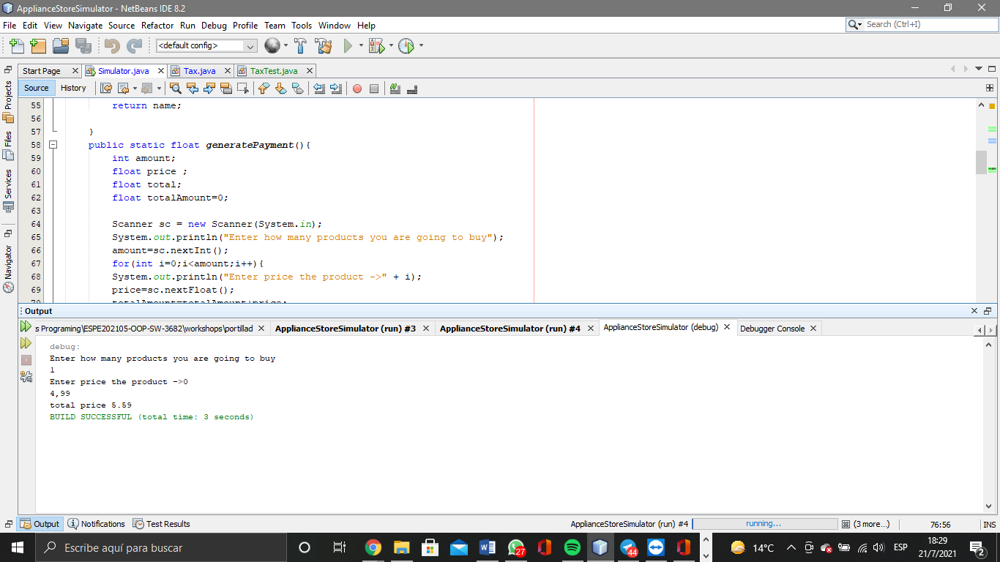 ApplianceStoreSimulator - NetBeans IDE 8.2
File Edit View Navigate Source Refactor Run Debug Profile Team Tools Window Help
Search (Ctrl+I)
<default config>
Start Page Simulator.java Tax.java TaxTest.java
Source History
Projects
Files
Services
Navigator
55 return name;
56
57 }
58 public static float generatePayment(){
59 int amount;
60 float price ;
61 float total;
62 float totalAmount=0;
63
64 Scanner sc = new Scanner(System.in);
65 System.out.println("Enter how many products you are going to buy");
66 amount=sc.nextInt();
67 for(int i=0;i<amount;i++){
68 System.out.println("Enter price the product ->" + i);
69 price=sc.nextFloat();
70 totalAmount=totalAmount+price;
Output
s Programing\ESPE202105-OOP-SW-3682\workshops\portillad ApplianceStoreSimulator (run) #3 ApplianceStoreSimulator (run) #4 ApplianceStoreSimulator (debug) Debugger Console
debug:
Enter how many products you are going to buy
1
Enter price the product ->0
4,99
total price 5.59
BUILD SUCCESSFUL (total time: 3 seconds)
Output Notifications Test Results
ApplianceStoreSimulator (run) #4 running... (3 more...) 76:56 INS
Escribe aquí para buscar
27
44
14°C
ESP
18:29
21/7/2021
2